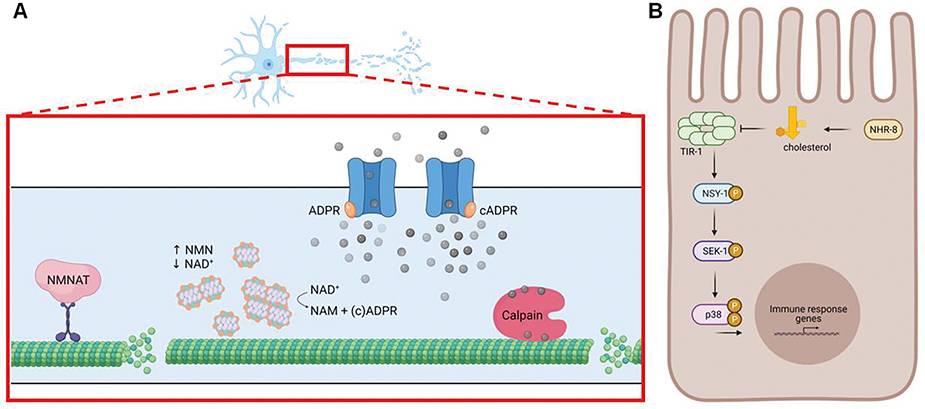 A
ADPR
cADPR
↑ NMN
↓ NAD⁺
NMNAT
NAD⁺
NAM + (c)ADPR
Calpain
B
TIR-1
cholesterol
NHR-8
NSY-1
P
SEK-1
P
p38
P
P
Immune response
genes